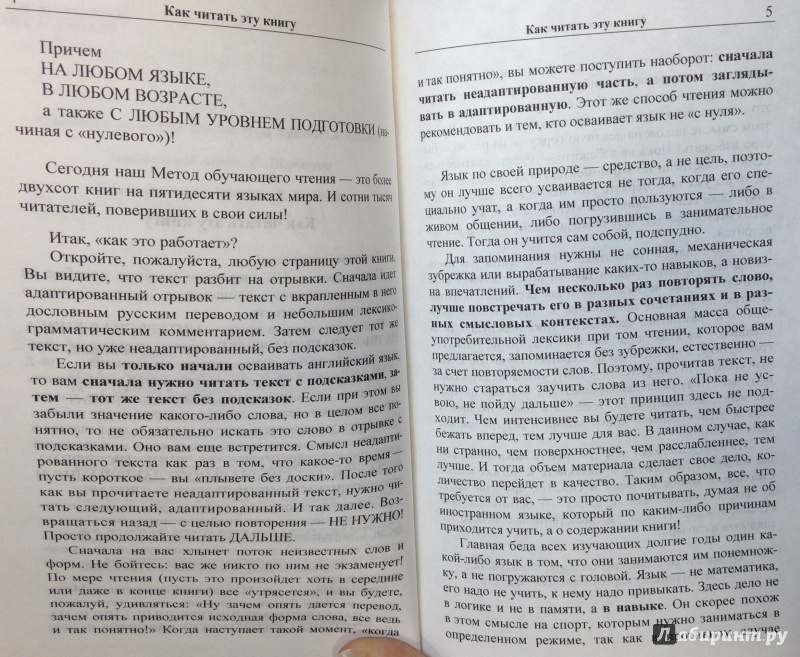 Как читать эту книгу
Причем
НА ЛЮБОМ ЯЗЫКЕ,
В ЛЮБОМ ВОЗРАСТЕ,
а также С ЛЮБЫМ УРОВНЕМ ПОДГОТОВКИ (на-
чиная с «нулевого»)!
Сегодня наш Метод обучающего чтения — это более
двухсот книг на пятидесяти языках мира. И сотни тысяч
читателей, поверивших в свои силы!
Итак, «как это работает»?
Откройте, пожалуйста, любую страницу этой книги.
Вы видите, что текст разбит на отрывки. Сначала идет
адаптированный отрывок — текст с вкрапленным в него
дословным русским переводом и небольшим лексико-
грамматическим комментарием. Затем следует тот же
текст, но уже неадаптированный, без подсказок.
Если вы только начали осваивать английский язык,
то вам сначала нужно читать текст с подсказками, за-
тем — тот же текст без подсказок. Если при этом вы
забыли значение какого-либо слова, но в целом все по-
нятно, то не обязательно искать это слово в отрывке с
подсказками. Оно вам еще встретится. Смысл неадапти-
рованного текста как раз в том, что какое-то время —
пусть короткое — вы «плывете без доски». После того
как вы прочитаете неадаптированный текст, нужно чи-
тать следующий, адаптированный. И так далее. Воз-
вращаться назад — с целью повторения — НЕ НУЖНО!
Просто продолжайте читать ДАЛЬШЕ.
Сначала на вас хлынет поток неизвестных слов и
форм. Не бойтесь: вас же никто по ним не экзаменует!
По мере чтения (пусть это произойдет хоть в середине
или даже в конце книги) все «утрясется», и вы будете,
пожалуй, удивляться: «Ну зачем опять дается перевод,
зачем опять приводится исходная форма слова, все ведь
и так понятно!» Когда наступает такой момент, «когда
Как читать эту книгу
5
и так понятно», вы можете поступить наоборот: сначала
читать неадаптированную часть, а потом загляды-
вать в адаптированную. Этот же способ чтения можно
рекомендовать и тем, кто осваивает язык не «с нуля».
Язык по своей природе — средство, а не цель, поэто-
му он лучше всего усваивается не тогда, когда его спе-
циально учат, а когда им просто пользуются — либо в
живом общении, либо погрузившись в занимательное
чтение. Тогда он учится сам собой, подспудно.
Для запоминания нужны не сонная, механическая
зубрежка или вырабатывание каких-то навыков, а новиз-
на впечатлений. Чем несколько раз повторять слово,
лучше повстречать его в разных сочетаниях и в раз-
ных смысловых контекстах. Основная масса обще-
употребительной лексики при том чтении, которое вам
предлагается, запоминается без зубрежки, естественно —
за счет повторяемости слов. Поэтому, прочитав текст, не
нужно стараться заучить слова из него. «Пока не ус-
вою, не пойду дальше» — этот принцип здесь не под-
ходит. Чем интенсивнее вы будете читать, чем быстрее
бежать вперед, тем лучше для вас. В данном случае, как
ни странно, чем поверхностнее, чем расслабленнее, тем
лучше. И тогда объем материала сделает свое дело, ко-
личество перейдет в качество. Таким образом, все, что
требуется от вас, — это просто почитывать, думая не об
иностранном языке, который по каким-либо причинам
приходится учить, а о содержании книги!
Главная беда всех изучающих долгие годы один ка-
кой-либо язык в том, что они занимаются им понемнож-
ку, а не погружаются с головой. Язык — не математика,
его надо не учить, к нему надо привыкать. Здесь дело не
в логике и не в памяти, а в навыке. Он скорее похож
в этом смысле на спорт, которым нужно заниматься в
определенном режиме, так как в противном случае
Лабиринт.ру